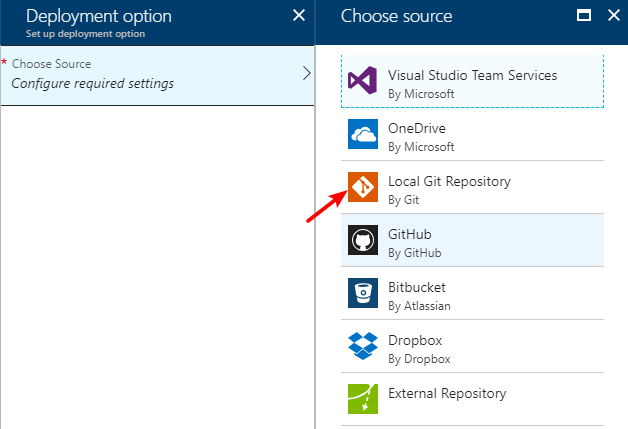 Deployment option
Set up deployment option
* Choose Source
Configure required settings
Choose source
Visual Studio Team Services
By Microsoft
OneDrive
By Microsoft
Local Git Repository
By Git
GitHub
By GitHub
Bitbucket
By Atlassian
Dropbox
By Dropbox
External Repository